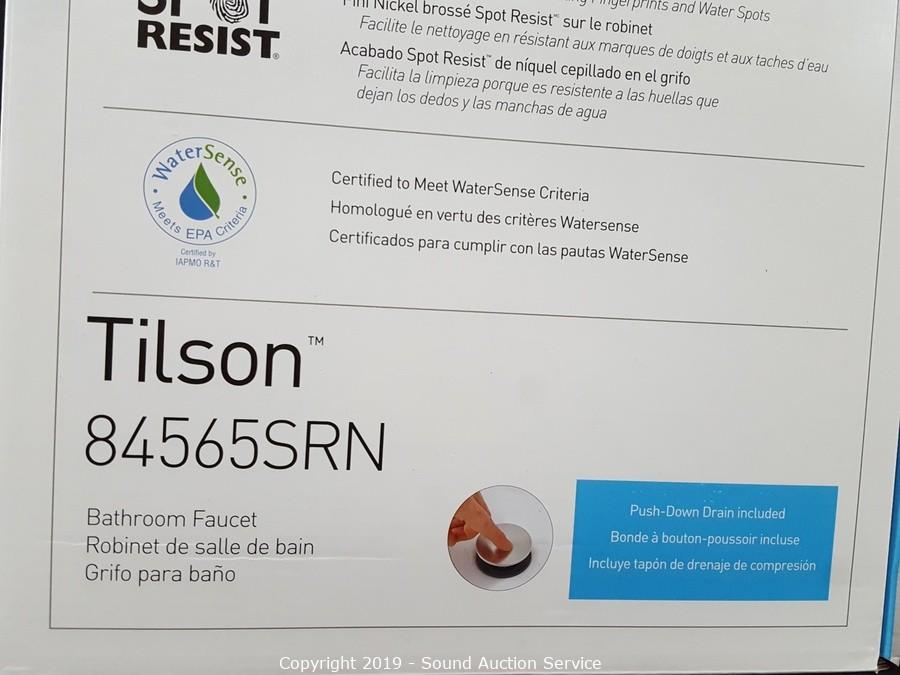 SPOT
RESIST®
Fingerprints and Water Spots
Fini Nickel brossé Spot Resist™ sur le robinet
Facilite le nettoyage en résistant aux marques de doigts et aux taches d'eau
Acabado Spot Resist™ de níquel cepillado en el grifo
Facilita la limpieza porque es resistente a las huellas que
dejan los dedos y las manchas de agua
WaterSense
Meets EPA Criteria
Certified by
IAPMO R&T
Certified to Meet WaterSense Criteria
Homologué en vertu des critères Watersense
Certificados para cumplir con las pautas WaterSense
Tilson™
84565SRN
Bathroom Faucet
Robinet de salle de bain
Grifo para baño
Push-Down Drain included
Bonde à bouton-poussoir incluse
Incluye tapón de drenaje de compresión
Copyright 2019 - Sound Auction Service